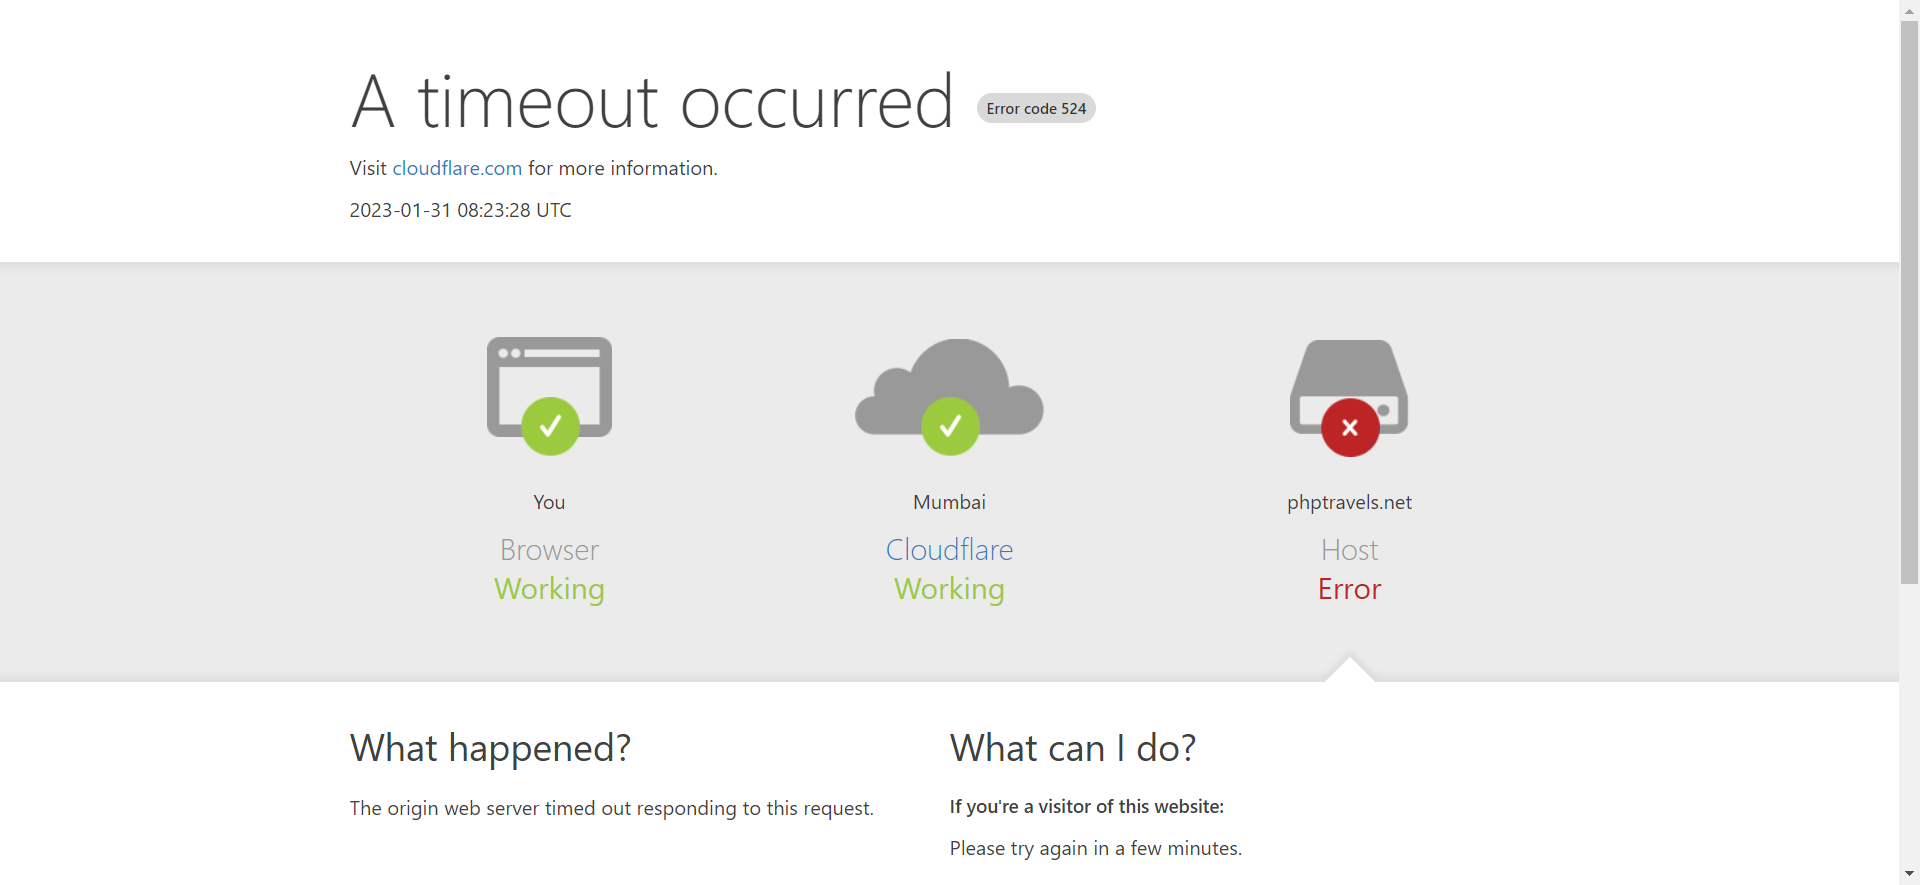 A timeout occurred Error code 524
Visit cloudflare.com for more information.
2023-01-31 08:23:28 UTC
You
Browser
Working
Mumbai
Cloudflare
Working
phptravels.net
Host
Error
What happened?
The origin web server timed out responding to this request.
What can I do?
If you're a visitor of this website:
Please try again in a few minutes.